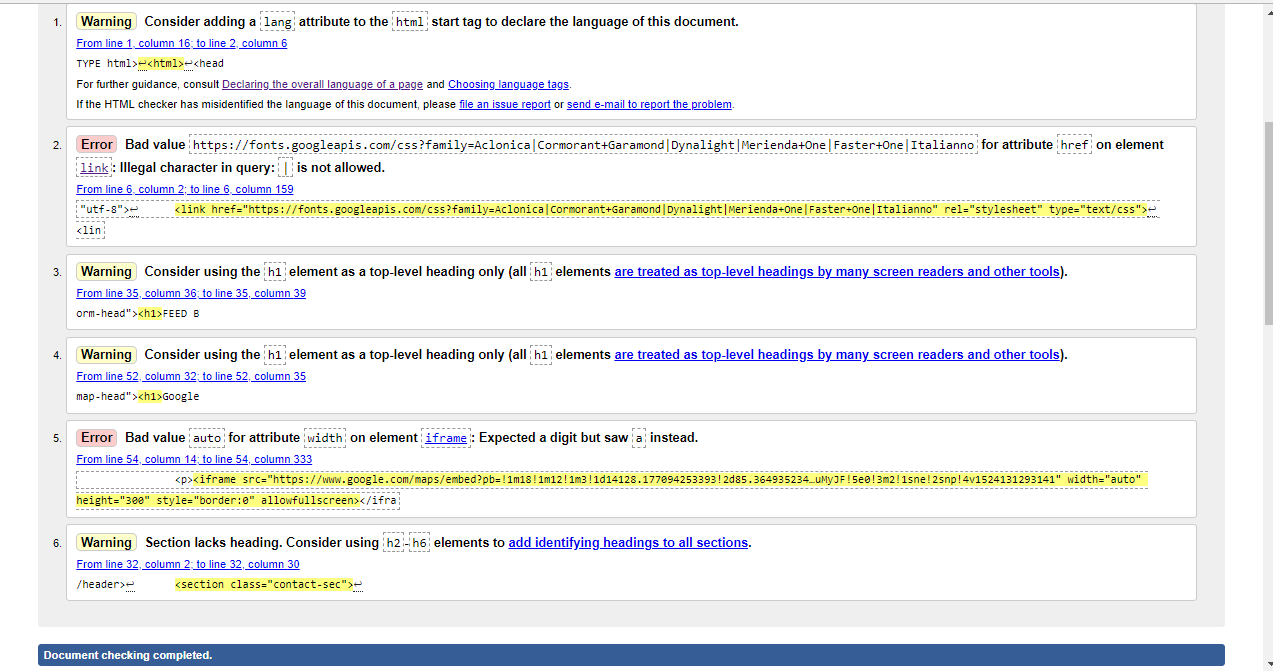 1. Warning Consider adding a lang attribute to the html start tag to declare the language of this document.
From line 1, column 16; to line 2, column 6
TYPE html>↩<html>↩<head
For further guidance, consult Declaring the overall language of a page and Choosing language tags.
If the HTML checker has misidentified the language of this document, please file an issue report or send e-mail to report the problem.
2. Error Bad value https://fonts.googleapis.com/css?family=Aclonica|Cormorant+Garamond|Dynalight|Merienda+One|Faster+One|Italianno for attribute href on element
link: Illegal character in query: | is not allowed.
From line 6, column 2; to line 6, column 159
"utf-8">↩ <link href="https://fonts.googleapis.com/css?family=Aclonica|Cormorant+Garamond|Dynalight|Merienda+One|Faster+One|Italianno" rel="stylesheet" type="text/css">↩
<lin
3. Warning Consider using the h1 element as a top-level heading only (all h1 elements are treated as top-level headings by many screen readers and other tools).
From line 35, column 36; to line 35, column 39
orm-head"><h1>FEED B
4. Warning Consider using the h1 element as a top-level heading only (all h1 elements are treated as top-level headings by many screen readers and other tools).
From line 52, column 32; to line 52, column 35
map-head"><h1>Google
5. Error Bad value auto for attribute width on element iframe: Expected a digit but saw a instead.
From line 54, column 14; to line 54, column 333
<p><iframe src="https://www.google.com/maps/embed?pb=!1m18!1m12!1m3!1d14128.177094253393!2d85.364935234…uMyJF!5e0!3m2!1sne!2snp!4v1524131293141" width="auto"
height="300" style="border:0" allowfullscreen></ifra
6. Warning Section lacks heading. Consider using h2-h6 elements to add identifying headings to all sections.
From line 32, column 2; to line 32, column 30
/header>↩ <section class="contact-sec">↩
Document checking completed.